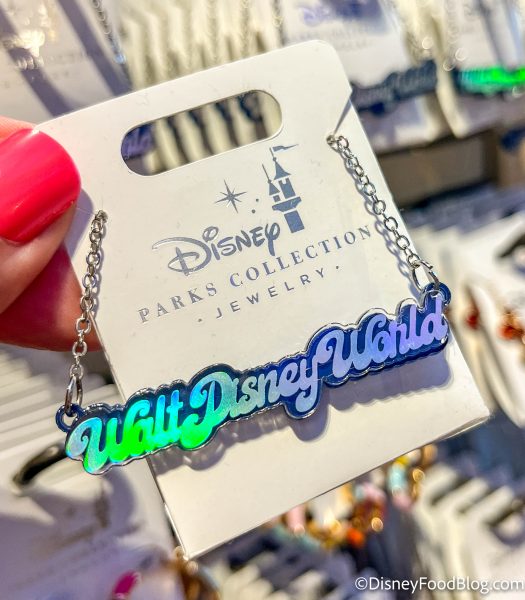 Disney
PARKS COLLECTION
· JEWELRY ·
Walt Disney World
©DisneyFoodBlog.com